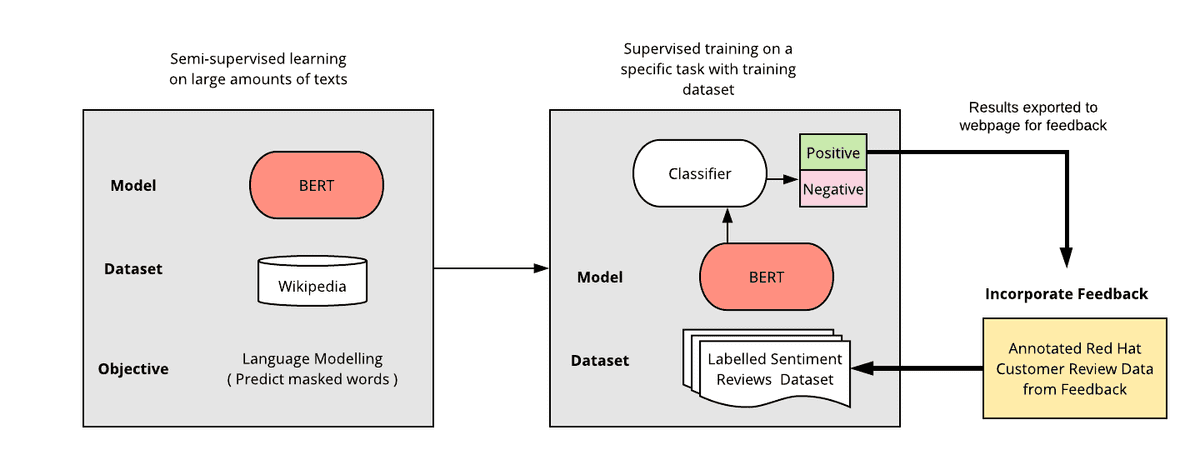 Semi-supervised learning
on large amounts of texts
Model
BERT
Dataset
Wikipedia
Objective
Language Modelling
( Predict masked words )
Supervised training on a
specific task with training
dataset
Classifier
Positive
Negative
Model
BERT
Dataset
Labelled Sentiment
Reviews Dataset
Results exported to
webpage for feedback
Incorporate Feedback
Annotated Red Hat
Customer Review Data
from Feedback